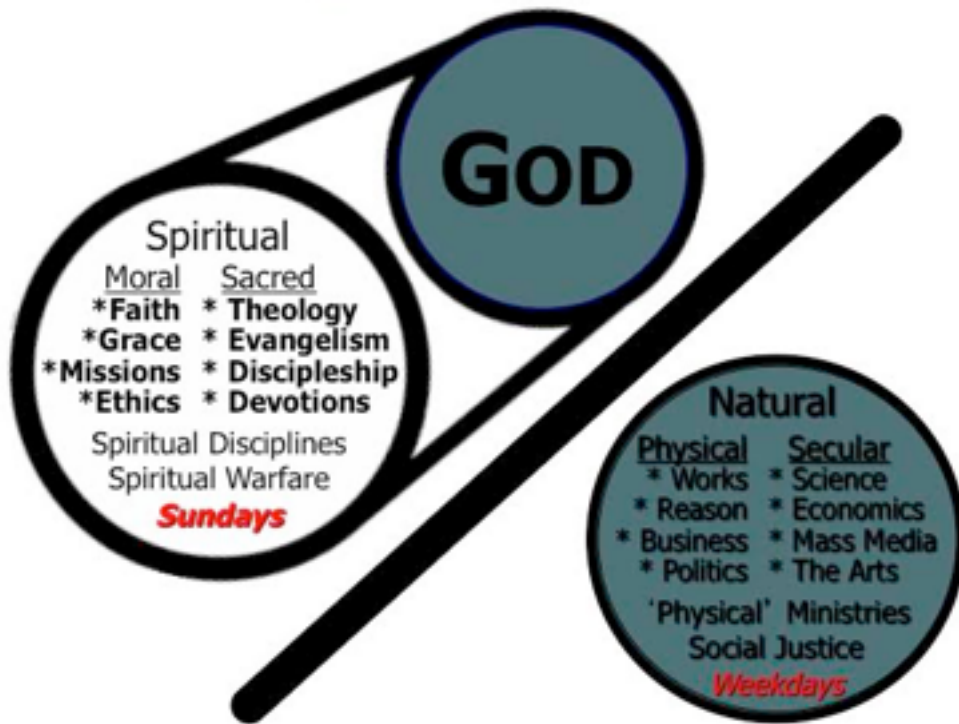 GOD
Spiritual
Moral Sacred
*Faith * Theology
*Grace * Evangelism
*Missions * Discipleship
*Ethics * Devotions
Spiritual Disciplines
Spiritual Warfare
Sundays
Natural
Physical Secular
* Works * Science
* Reason * Economics
* Business * Mass Media
* Politics * The Arts
'Physical' Ministries
Social Justice
Weekdays